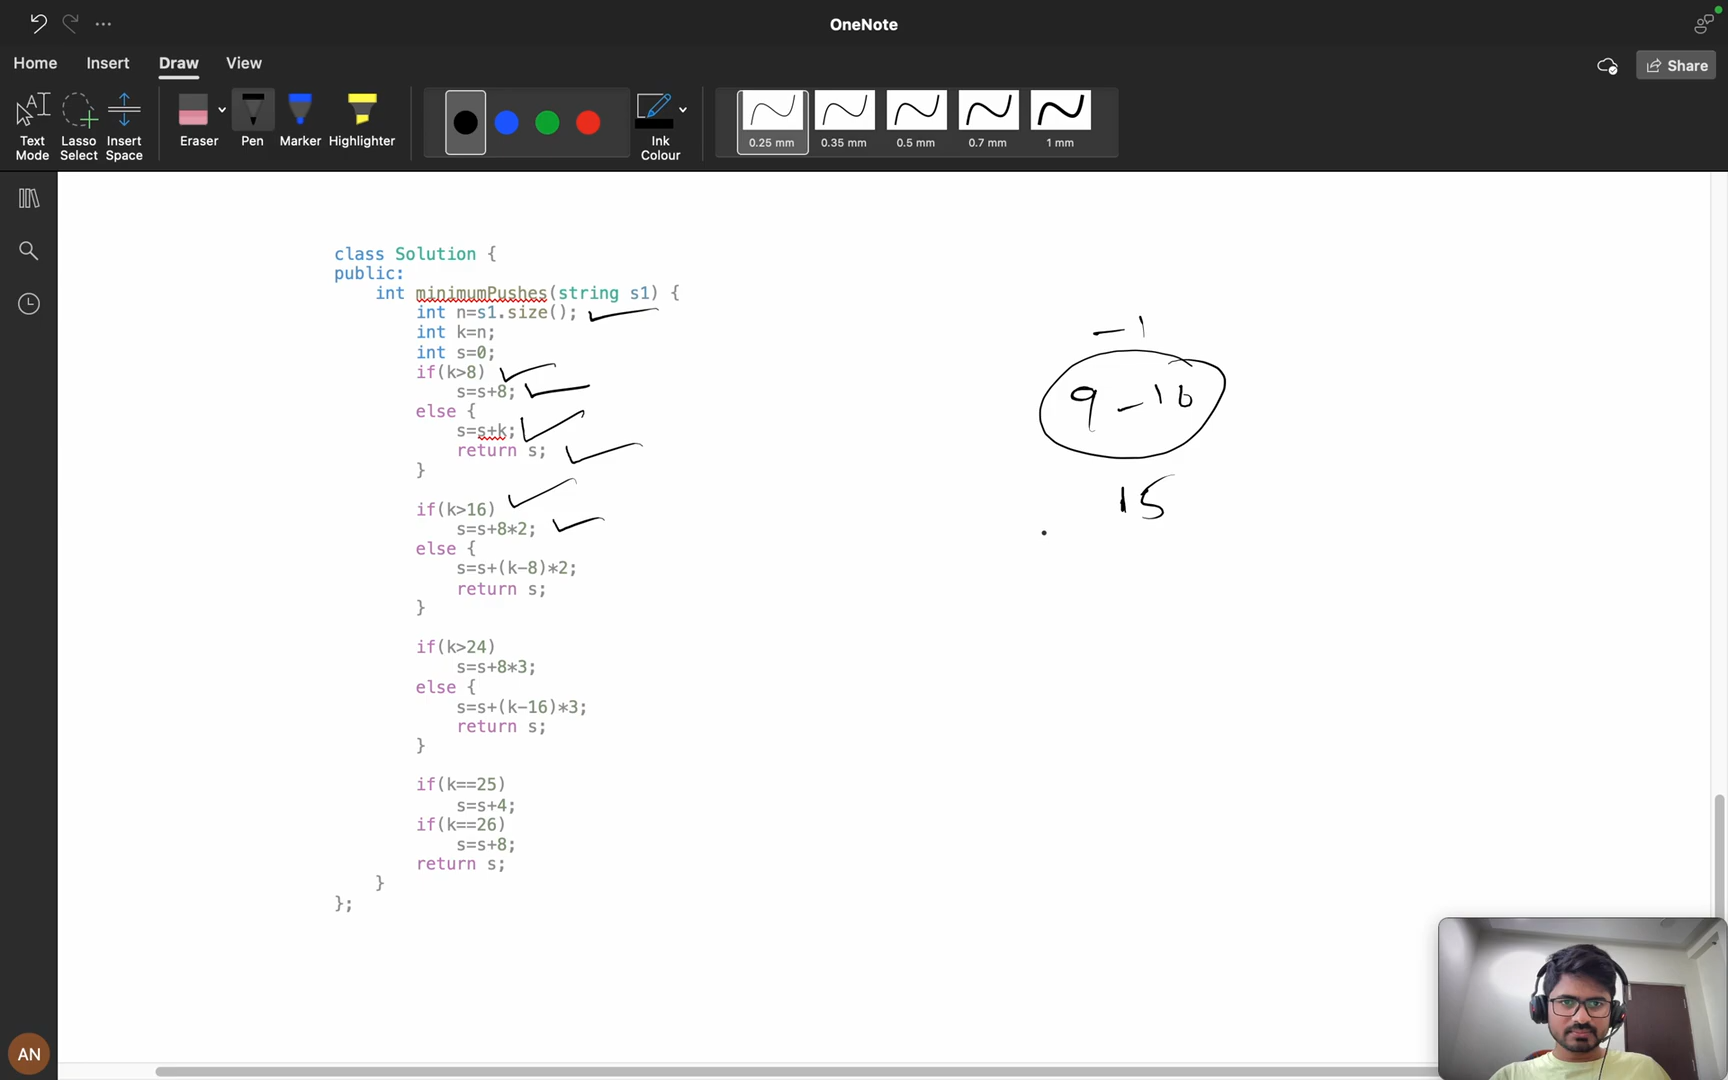 OneNote
Home
Insert
Draw
View
Share
Text Mode
Lasso Select
Insert Space
Eraser
Pen
Marker
Highlighter
Ink Colour
0.25 mm
0.35 mm
0.5 mm
0.7 mm
1 mm
class Solution {
public:
int minimumPushes(string s1) {
int n=s1.size();
int k=n;
int s=0;
if(k>8)
s=s+8;
else {
s=s+k;
return s;
}
if(k>16)
s=s+8*2;
else {
s=s+(k-8)*2;
return s;
}
if(k>24)
s=s+8*3;
else {
s=s+(k-16)*3;
return s;
}
if(k==25)
s=s+4;
if(k==26)
s=s+8;
return s;
}
};
-1
9-16
15
AN